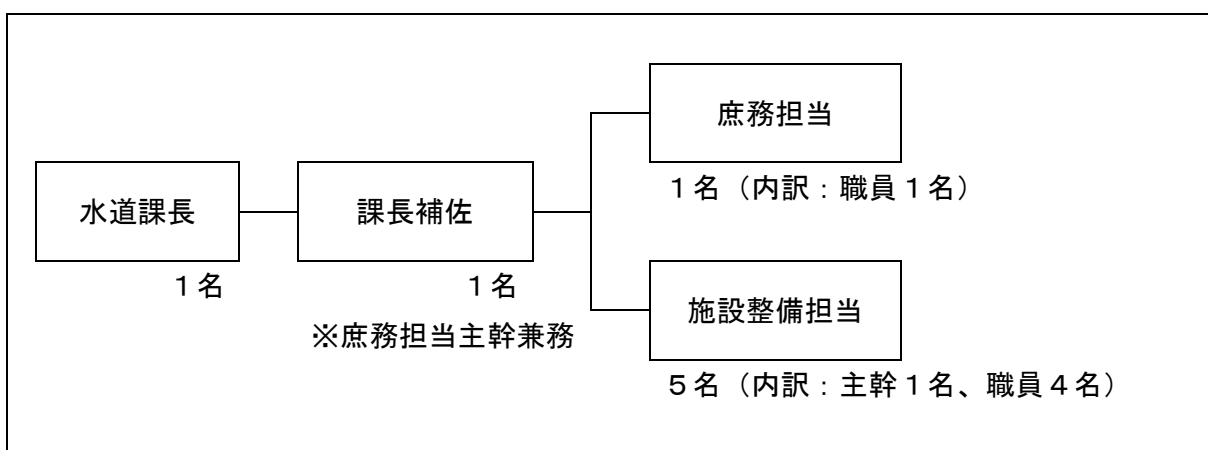 庶務担当
１名（内訳：職員１名）
水道課長
１名
課長補佐
１名
※庶務担当主幹兼務
施設整備担当
５名（内訳：主幹１名、職員４名）